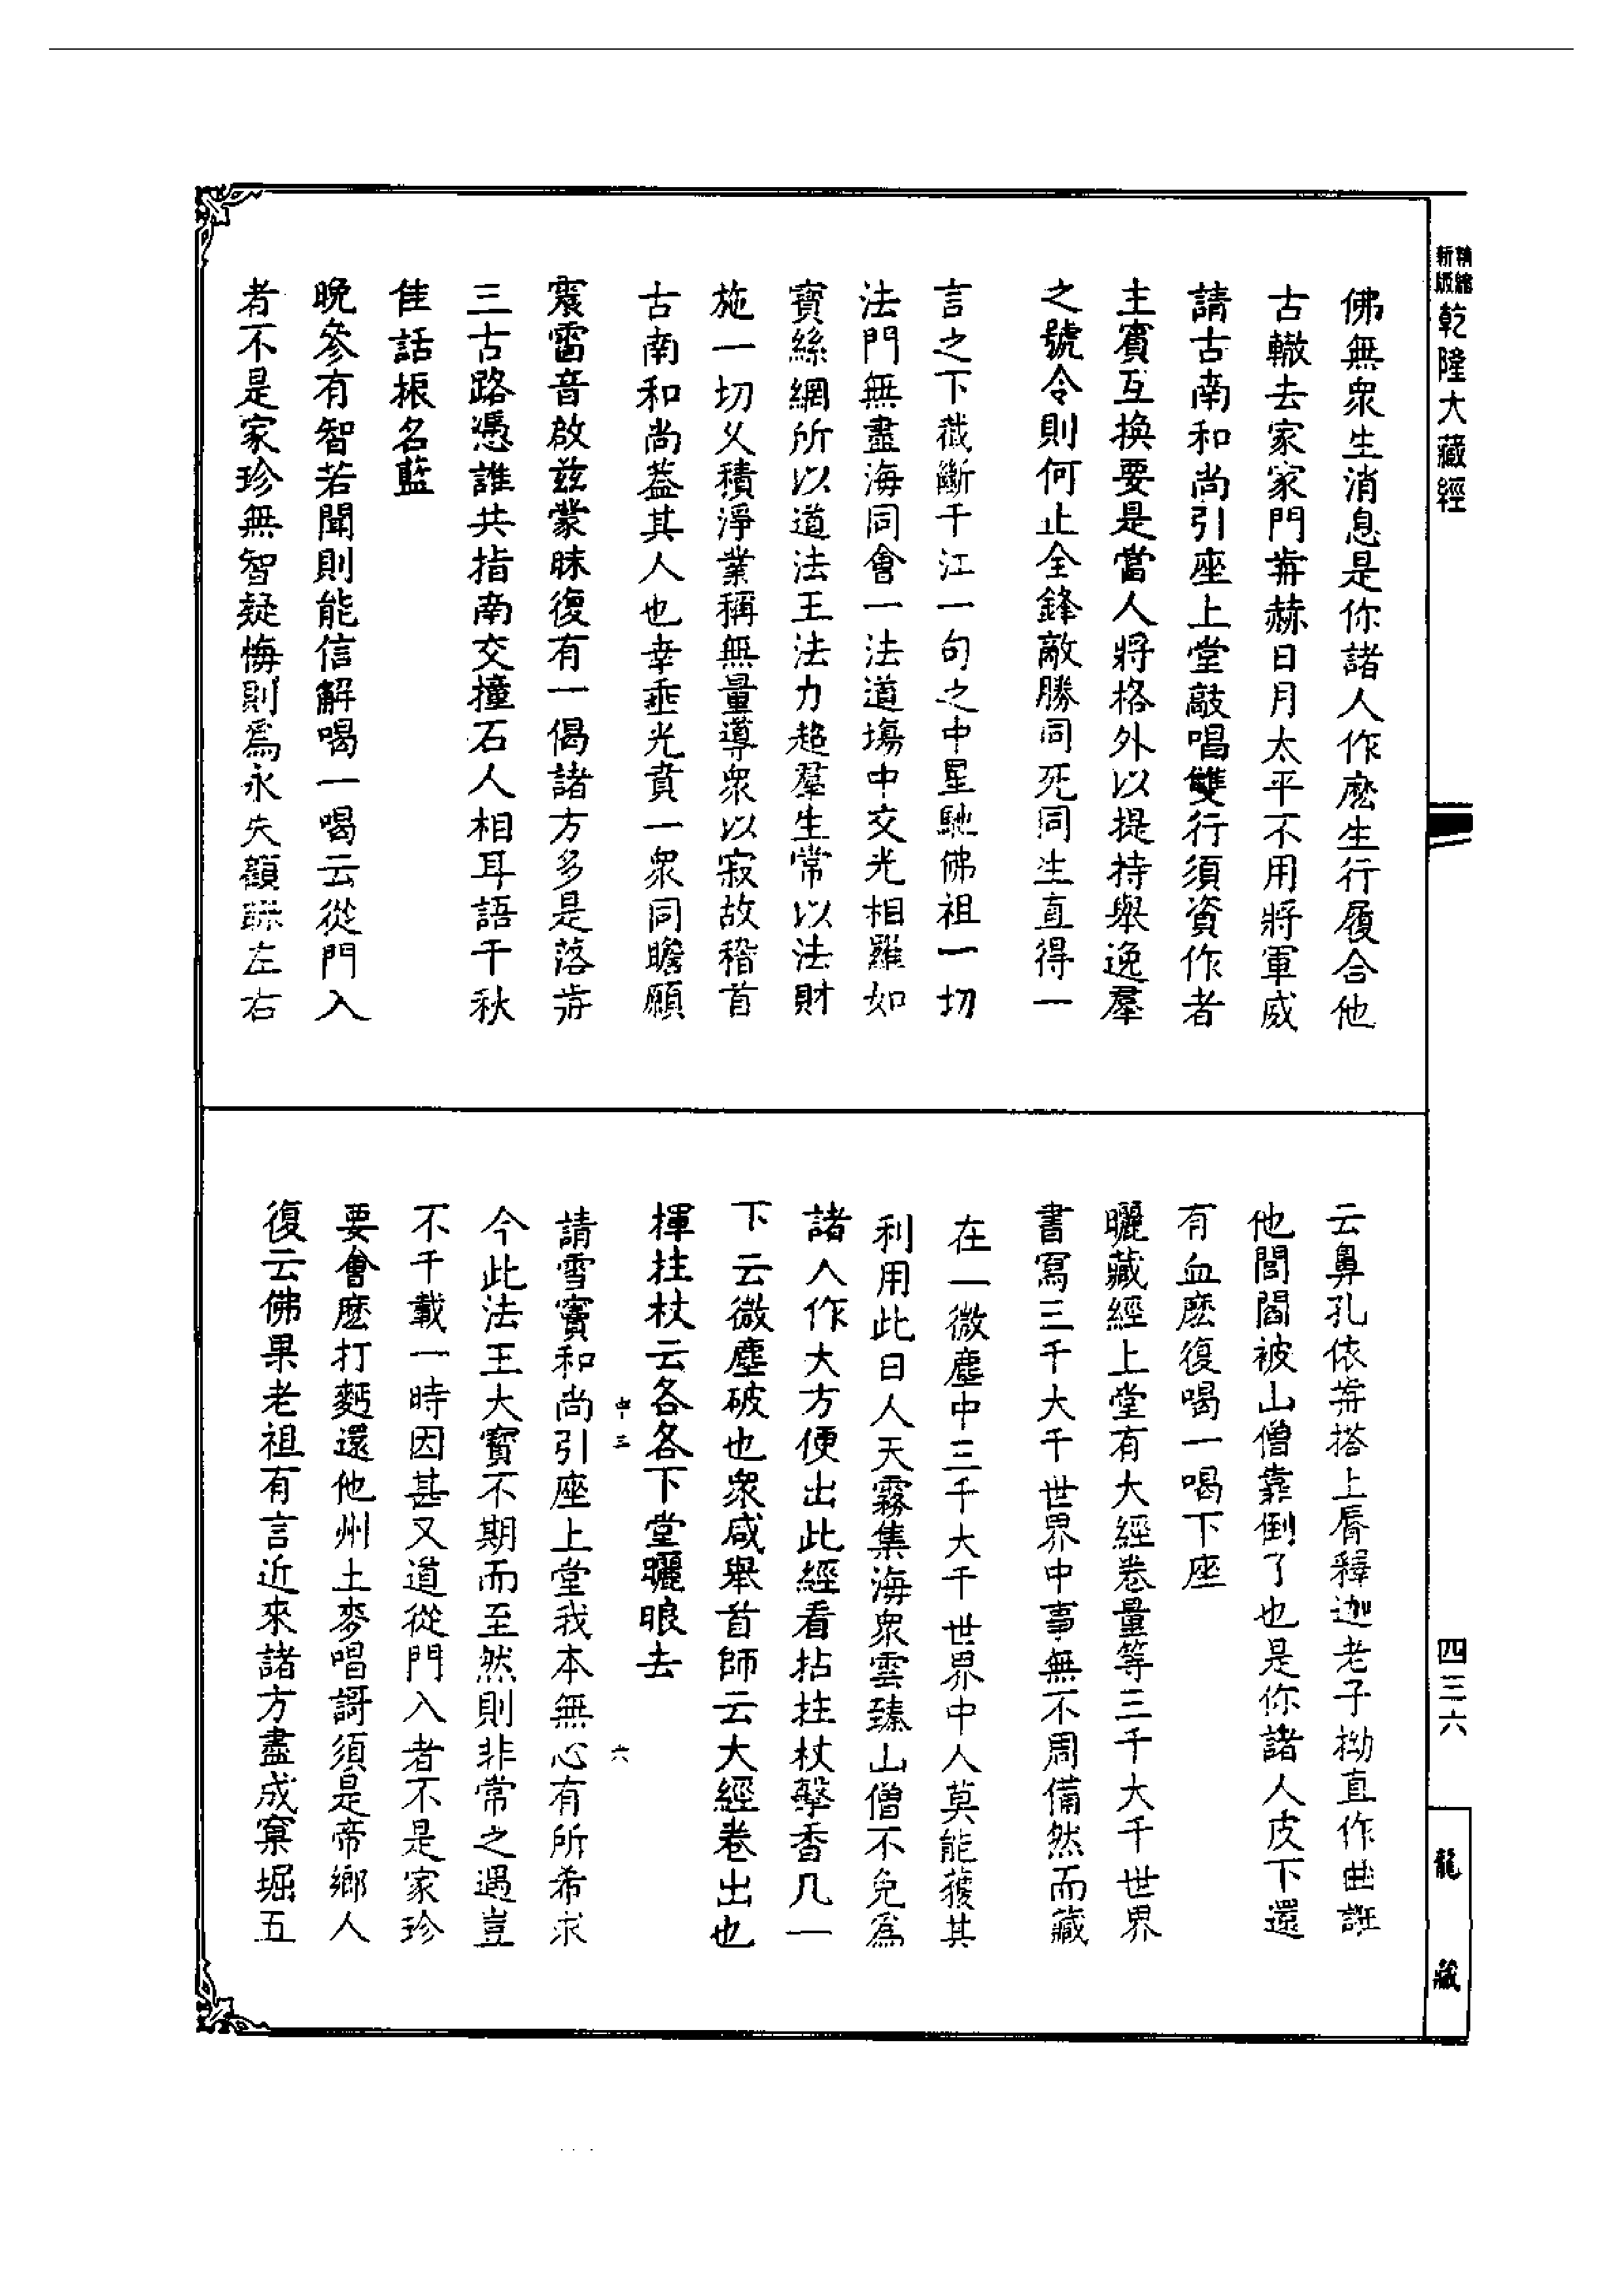 精縮新版乾隆大藏經
佛無衆生消息是你諸人作麽生行履合他
古轍去家家門前赫日月太平不用將軍威
請古南和尚引座上堂敲唱雙行須資作者
主賓互換要是當人將格外以提持舉逸羣
之號令則何止全鋒敵勝同死同生直得一
言之下截斷千江一句之中星馳佛祖一切
法門無盡海同會一法道塲中交光相羅如
寳絲網所以道法王法力超羣生常以法財
施一切久積淨業稱無量導衆以寂故稽首
古南和尚葢其人也幸垂光賁一衆同瞻願
震雷音啟兹蒙昧復有一偈諸方多是落前
三古路憑誰共指南交撞石人相耳語千秋
佳話振名藍
晚參有智若聞則能信解喝一喝云從門入
者不是家珍無智疑悔則爲永失顧聮左右
云鼻孔依前搭上脣釋迦老子拗直作曲誑
他閻閻被山僧靠倒了也是你諸人皮下還
有血麽復喝一喝下座
曬藏經上堂有大經卷量等三千大千世界
書寫三千大千世界中事無不周備然而藏
在一微塵中三千大千世界中人莫能獲其
利用此日人天霧集海衆雲臻山僧不免爲
諸人作大方便出此經看拈拄杖擊香几一
下云微塵破也衆咸舉首師云大經卷出也
揮拄杖云各各下堂曬眼去
請雪竇和尚引座上堂我本無心有所希求
今此法王大寳不期而至然則非常之遇豈
不千載一時因甚又道從門入者不是家珍
要會麽打麫還他州土麥唱謌須是帝鄉人
復云佛果老祖有言近來諸方盡成窠堀五
四三六
龍藏